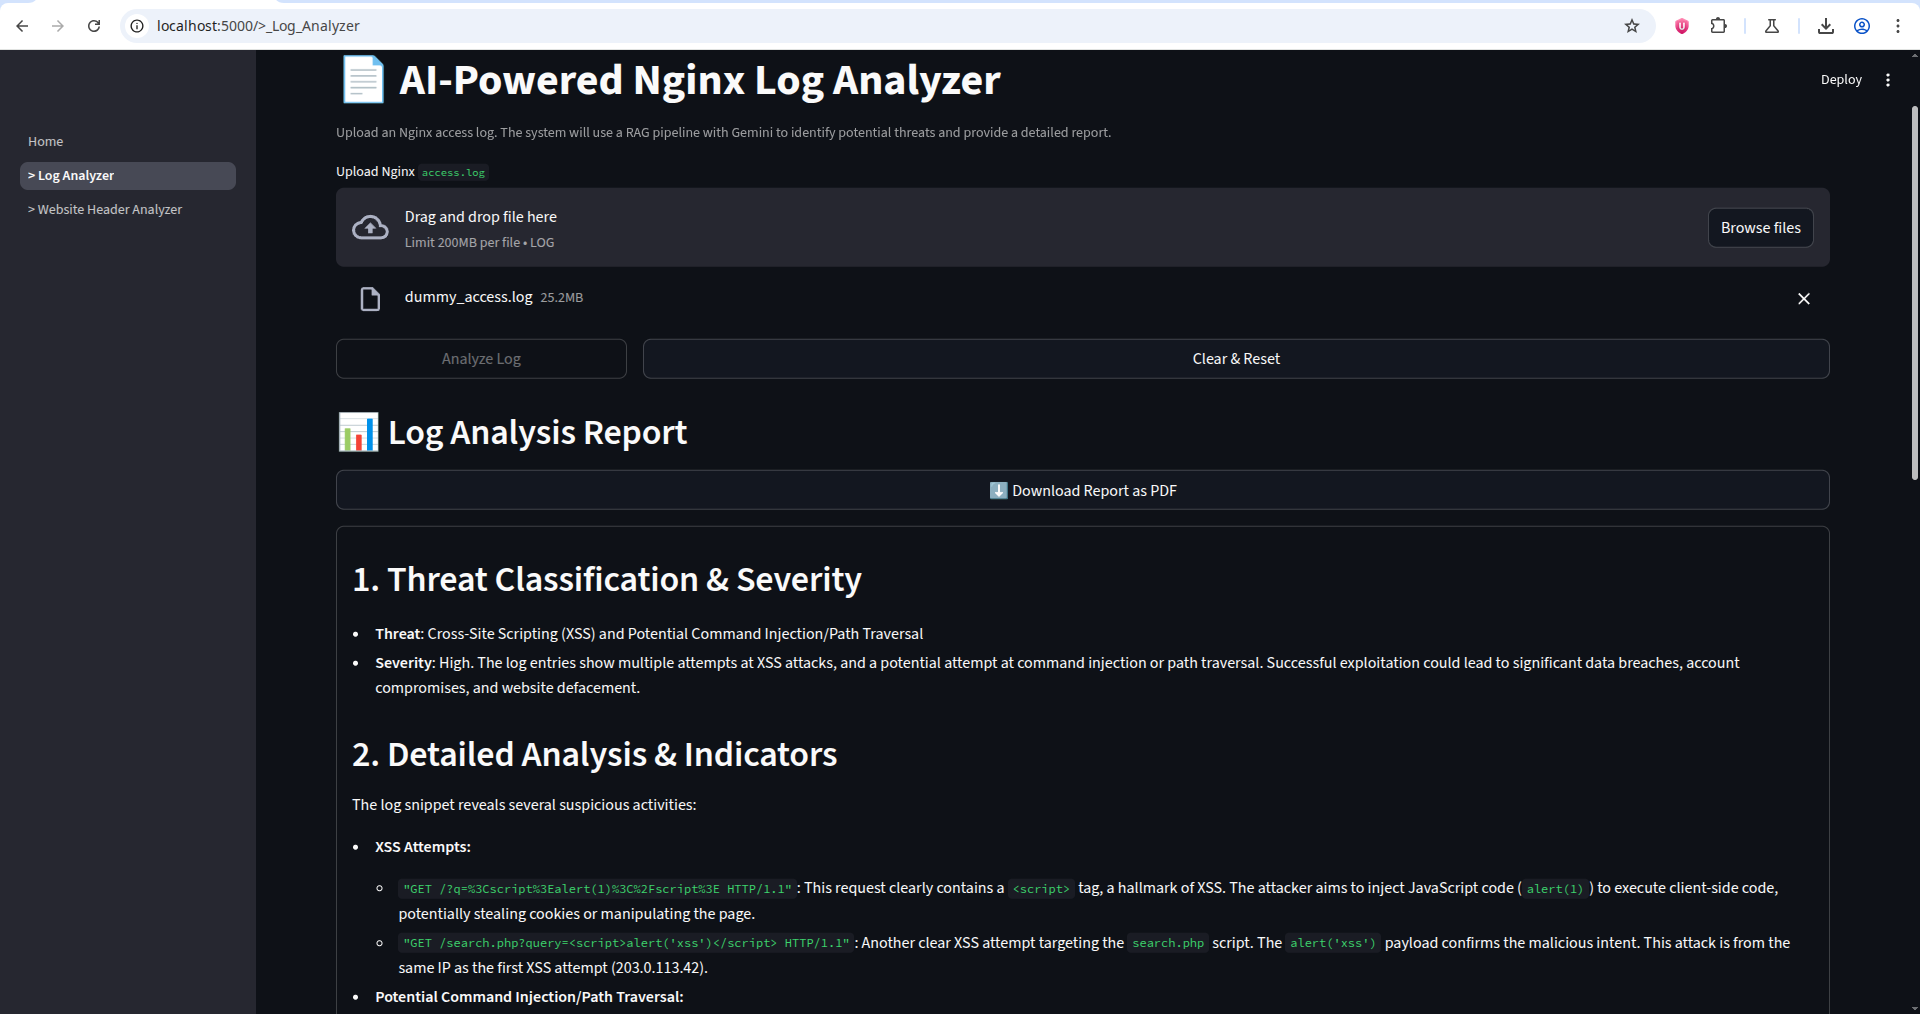 localhost:5000/>_Log_Analyzer
Deploy
Home
> Log Analyzer
> Website Header Analyzer
AI-Powered Nginx Log Analyzer
Upload an Nginx access log. The system will use a RAG pipeline with Gemini to identify potential threats and provide a detailed report.
Upload Nginx access.log
Drag and drop file here
Limit 200MB per file • LOG
Browse files
dummy_access.log 25.2MB
Analyze Log
Clear & Reset
Log Analysis Report
Download Report as PDF
1. Threat Classification & Severity
• Threat: Cross-Site Scripting (XSS) and Potential Command Injection/Path Traversal
• Severity: High. The log entries show multiple attempts at XSS attacks, and a potential attempt at command injection or path traversal. Successful exploitation could lead to significant data breaches, account
compromises, and website defacement.
2. Detailed Analysis & Indicators
The log snippet reveals several suspicious activities:
• XSS Attempts:
◦ "GET /?q=%3Cscript%3Ealert(1)%3C%2Fscript%3E HTTP/1.1" : This request clearly contains a <script> tag, a hallmark of XSS. The attacker aims to inject JavaScript code ( alert(1) ) to execute client-side code,
potentially stealing cookies or manipulating the page.
◦ "GET /search.php?query=<script>alert('xss')</script> HTTP/1.1" : Another clear XSS attempt targeting the search.php script. The alert('xss') payload confirms the malicious intent. This attack is from the
same IP as the first XSS attempt (203.0.113.42).
• Potential Command Injection/Path Traversal: